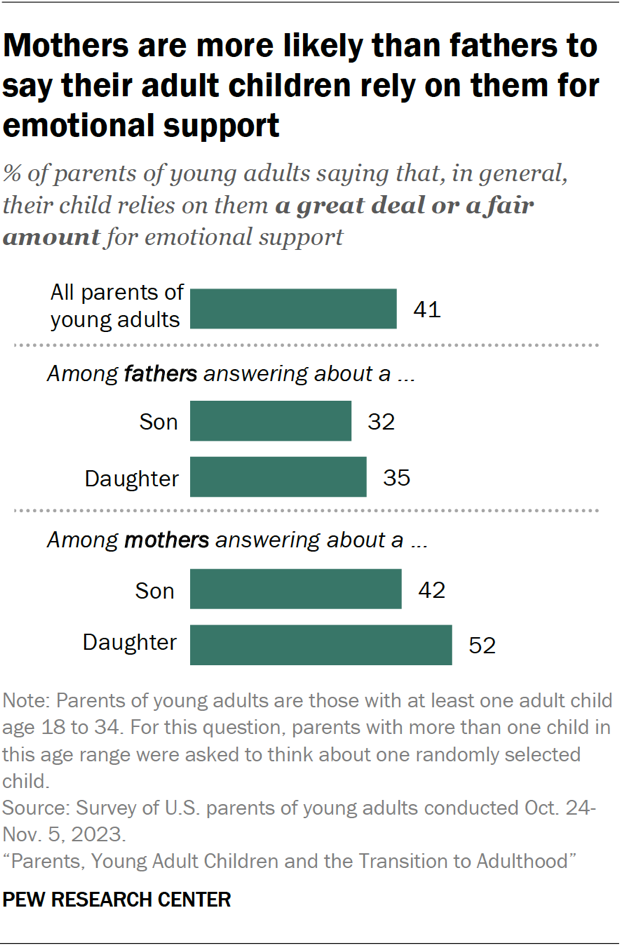 Mothers are more likely than fathers to
say their adult children rely on them for
emotional support
% of parents of young adults saying that, in general,
their child relies on them a great deal or a fair
amount for emotional support
All parents of
young adults
41
Among fathers answering about a ...
Son 32
Daughter 35
Among mothers answering about a ...
Son 42
Daughter 52
Note: Parents of young adults are those with at least one adult child
age 18 to 34. For this question, parents with more than one child in
this age range were asked to think about one randomly selected
child.
Source: Survey of U.S. parents of young adults conducted Oct. 24-
Nov. 5, 2023.
“Parents, Young Adult Children and the Transition to Adulthood”
PEW RESEARCH CENTER